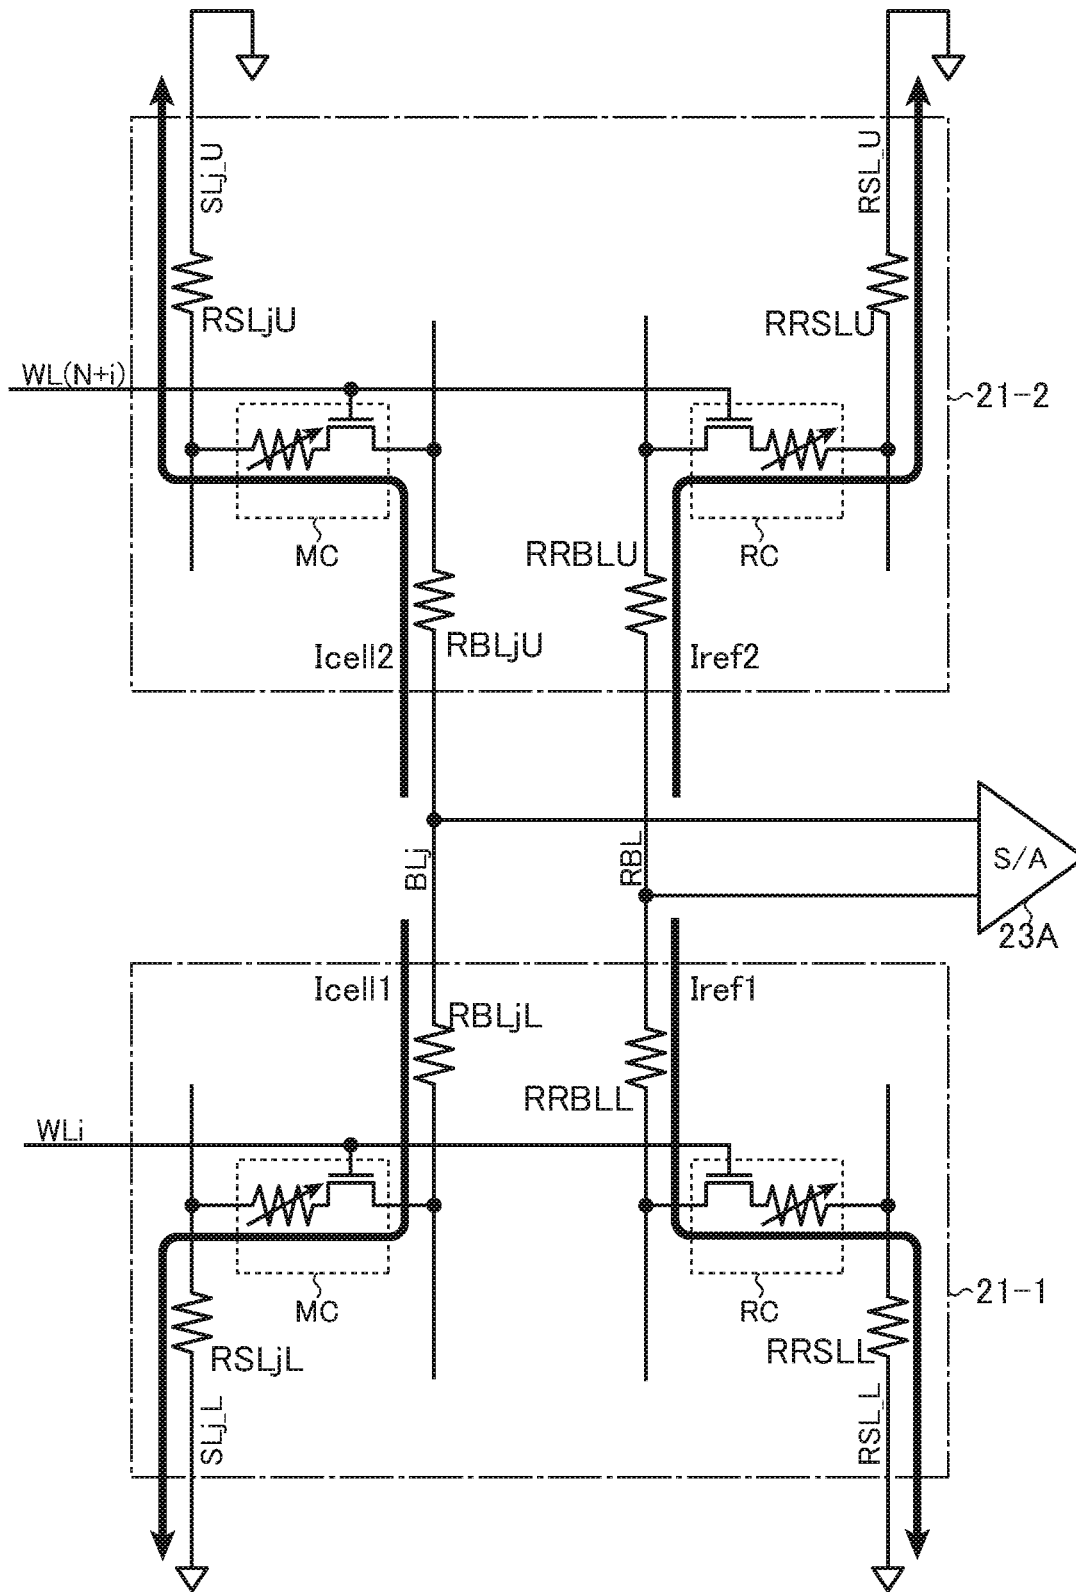 SLj_U
RSL_U
RSLjU
RRSLU
WL(N+i)
21-2
MC
RRBLU
RC
Icell2
RBLjU
Iref2
BLj
RBL
S/A
23A
Icell1
RBLjL
Iref1
RRBLL
WLi
MC
RC
21-1
RSLjL
RRSLL
SLj_L
RSL_L